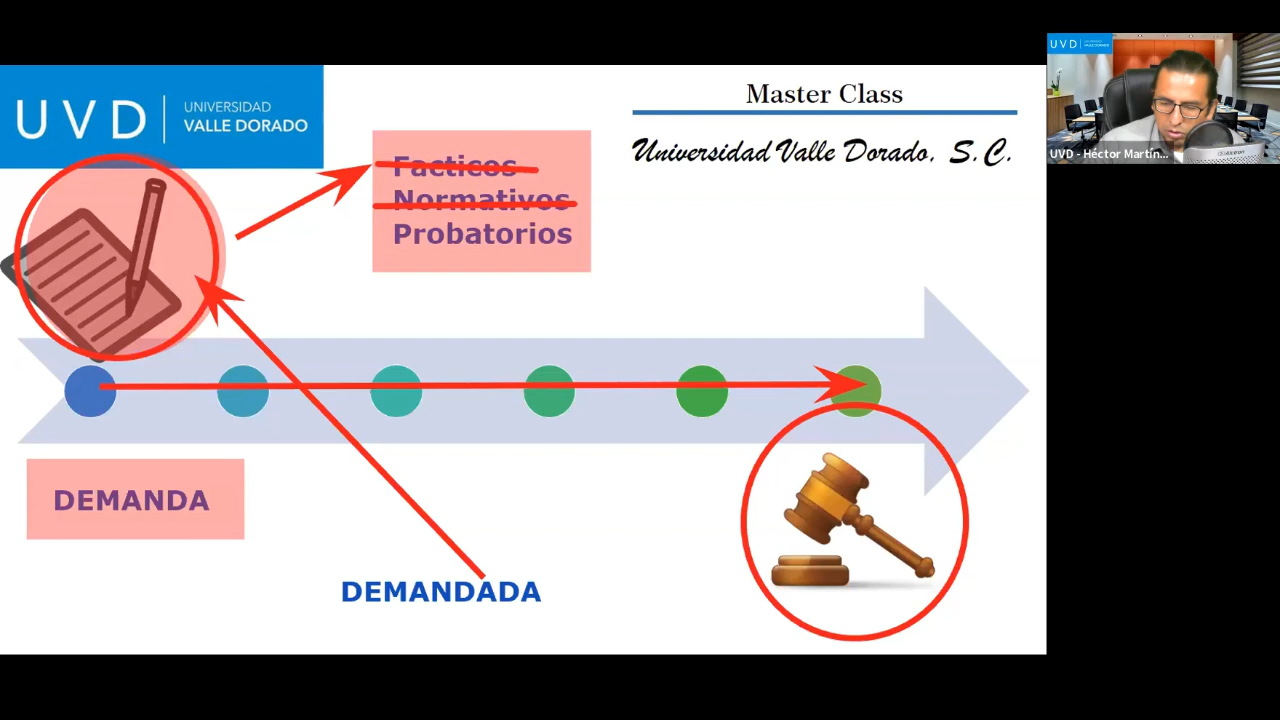 UVD
UNIVERSIDAD
VALLE DORADO
Master Class
Universidad Valle Dorado, S.C.
Facticos
Normativos
Probatorios
DEMANDA
DEMANDADA
UVD
UVD - Héctor Martín...